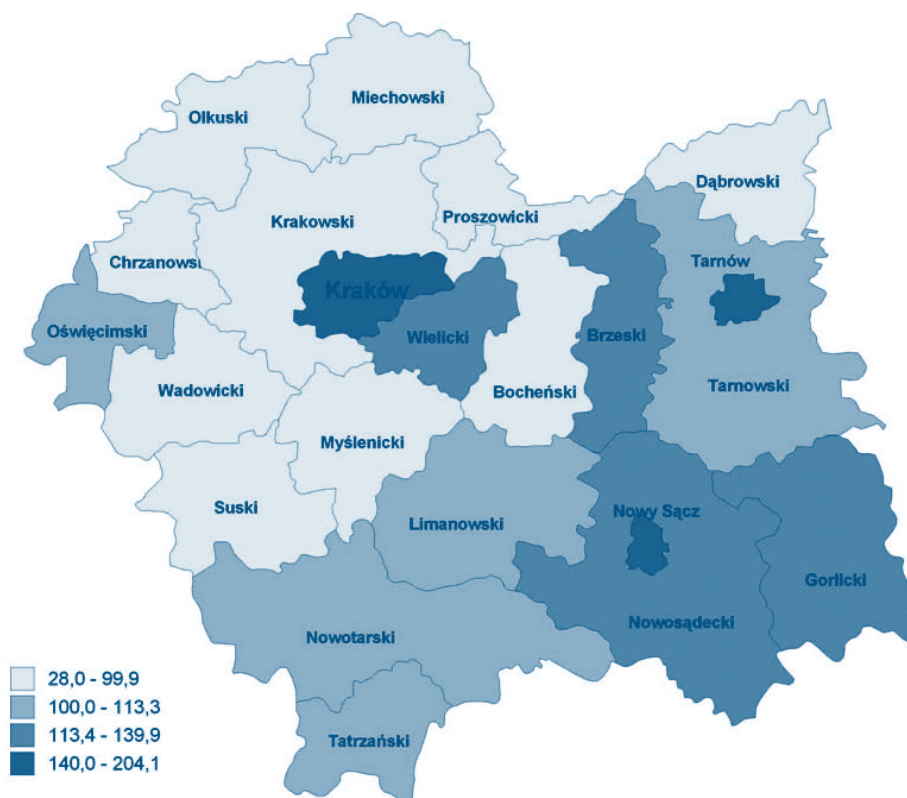 Miechowski
Olkuski
Dąbrowski
Krakowski
Proszowicki
Chrzanowsk
Tarnów
Kraków
Oświęcimski
Wielicki
Brzeski
Wadowicki
Bocheński
Tarnowski
Myślenicki
Suski
Nowy Sącz
Limanowski
Gorlicki
Nowosądecki
Nowotarski
Tatrzański
28,0 - 99,9
100,0 - 113,3
113,4 - 139,9
140,0 - 204,1